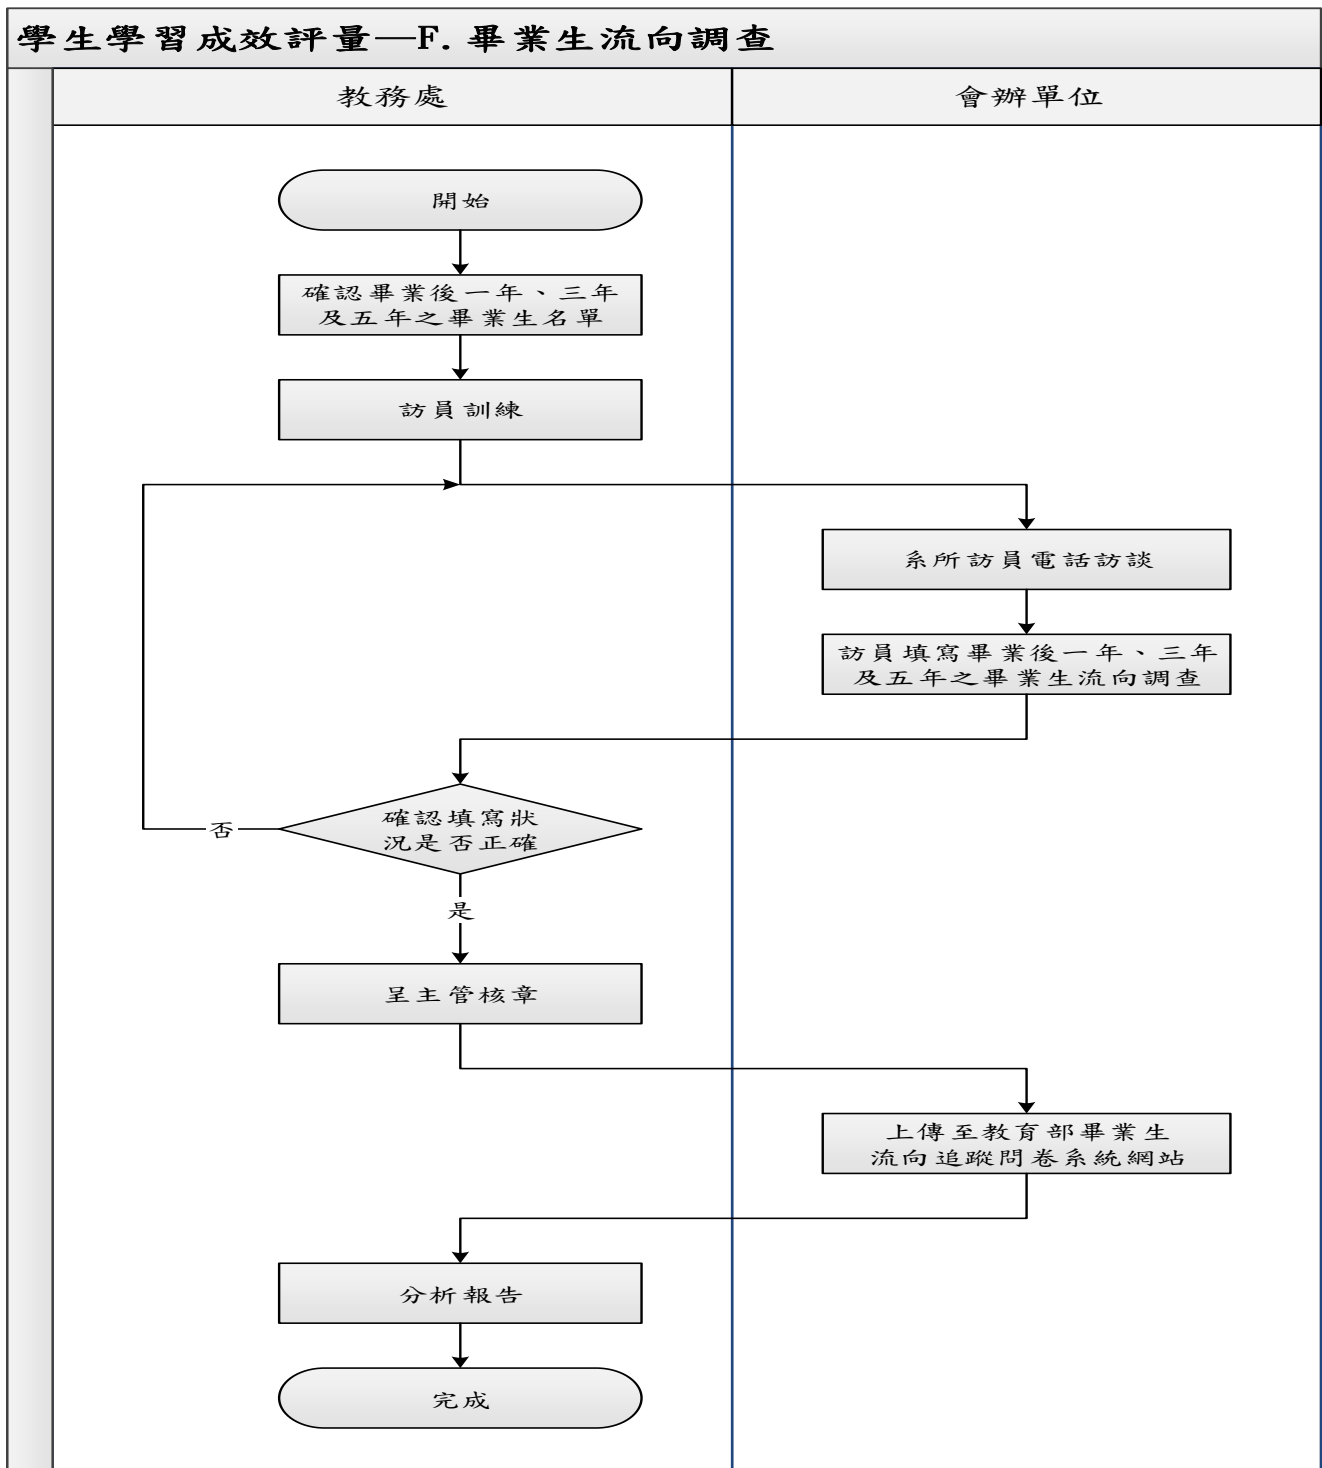 學生學習成效評量—F. 畢業生流向調查
教務處
會辦單位
開始
確認畢業後一年、三年
及五年之畢業生名單
訪員訓練
系所訪員電話訪談
訪員填寫畢業後一年、三年
及五年之畢業生流向調查
確認填寫狀
況是否正確
否
是
呈主管核章
上傳至教育部畢業生
流向追蹤問卷系統網站
分析報告
完成